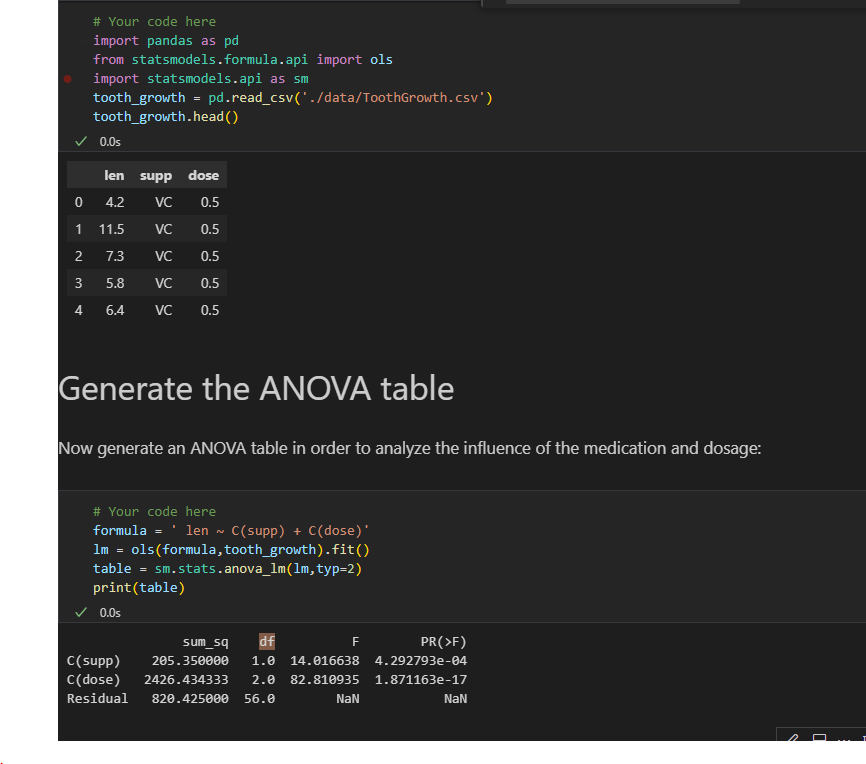 # Your code here
import pandas as pd
from statsmodels.formula.api import ols
import statsmodels.api as sm
tooth_growth = pd.read_csv('./data/ToothGrowth.csv')
tooth_growth.head()
0.0s
len supp dose
0 4.2 VC 0.5
1 11.5 VC 0.5
2 7.3 VC 0.5
3 5.8 VC 0.5
4 6.4 VC 0.5
Generate the ANOVA table
Now generate an ANOVA table in order to analyze the influence of the medication and dosage:
# Your code here
formula = ' len ~ C(supp) + C(dose)'
lm = ols(formula,tooth_growth).fit()
table = sm.stats.anova_lm(lm,typ=2)
print(table)
0.0s
sum_sq df F PR(>F)
C(supp) 205.350000 1.0 14.016638 4.292793e-04
C(dose) 2426.434333 2.0 82.810935 1.871163e-17
Residual 820.425000 56.0 NaN NaN